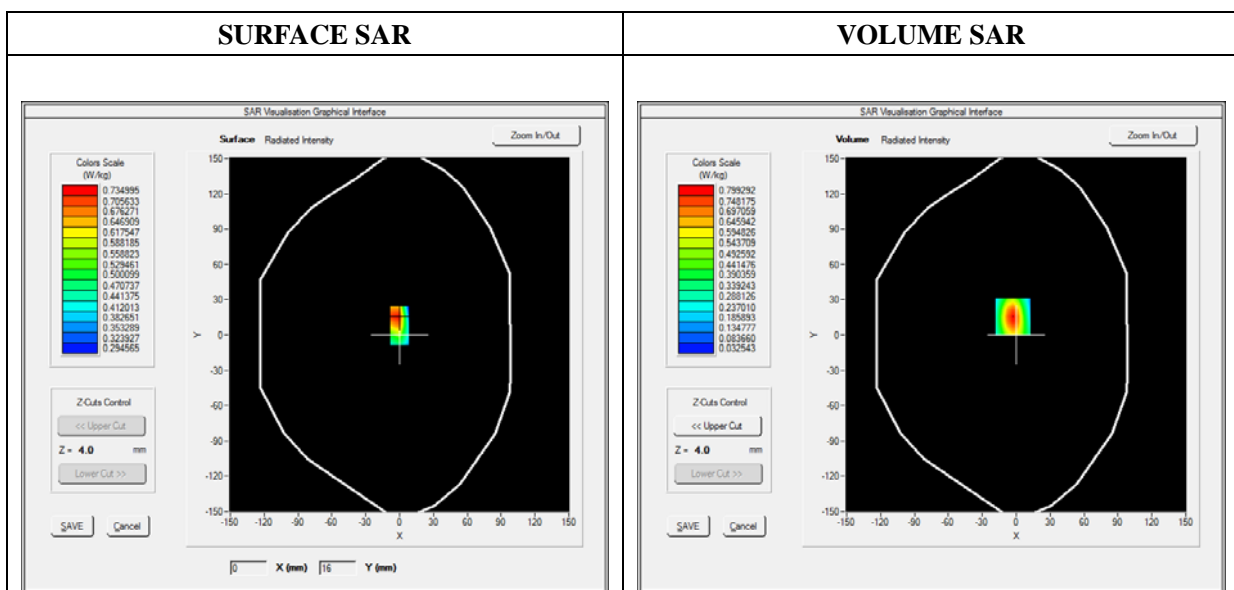 SURFACE SAR
VOLUME SAR
SAR Visualisation Graphical Interface
Surface Radiated Intensity
Zoom In/Out
Colors Scale
(W/kg)
0.734995
0.705633
0.676271
0.646909
0.617547
0.588185
0.558823
0.529461
0.500099
0.470737
0.441375
0.412013
0.382651
0.353289
0.323927
0.294565
Z-Cuts Control
<< Upper Cut
Z = 4.0 mm
Lower Cut >>
SAVE Cancel
150
120
90
60
30
0
-30
-60
-90
-120
-150
Y
-150 -120 -90 -60 -30 0 30 60 90 120 150
X
0 X (mm) 16 Y (mm)
SAR Visualisation Graphical Interface
Volume Radiated Intensity
Zoom In/Out
Colors Scale
(W/kg)
0.799292
0.748175
0.697059
0.645942
0.594826
0.543709
0.492592
0.441476
0.390359
0.339243
0.288126
0.237010
0.185893
0.134777
0.083660
0.032543
Z-Cuts Control
<< Upper Cut
Z = 4.0 mm
Lower Cut >>
SAVE Cancel
150
120
90
60
30
0
-30
-60
-90
-120
-150
Y
-150 -120 -90 -60 -30 0 30 60 90 120 150
X